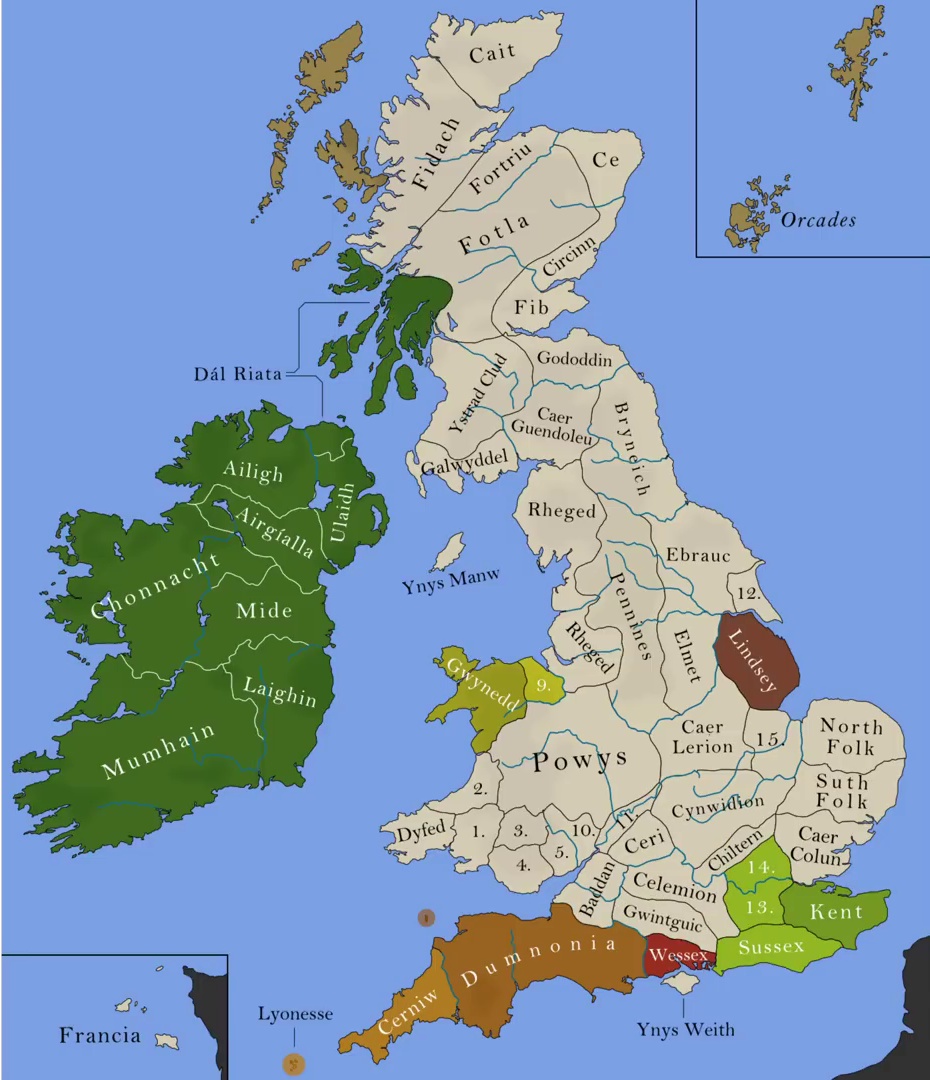 Cait
Fidach
Fortriu
Ce
Fotla
Orcades
Circinn
Fib
Dál Riata
Gododdin
Ystrad Clud
Caer
Guendoleu
Bryneich
Galwyddel
Ailigh
Airgíalla
Ulaidh
Rheged
Ebrauc
Ynys Manw
Chonnacht
Mide
12.
Pennines
Rheged
Elmet
Lindsey
Gwynedd
9.
Laighin
Mumhain
Powys
Caer
Lerion
15.
North
Folk
2.
Suth
Folk
Cynwidion
Dyfed
1.
3.
10.
11.
Ceri
Chiltern
Caer
Colun
4.
5.
14.
Baddan
Celemion
13.
Kent
Gwintguic
Dumnonia
Wessex
Sussex
Cerniw
Lyonesse
Francia
Ynys Weith